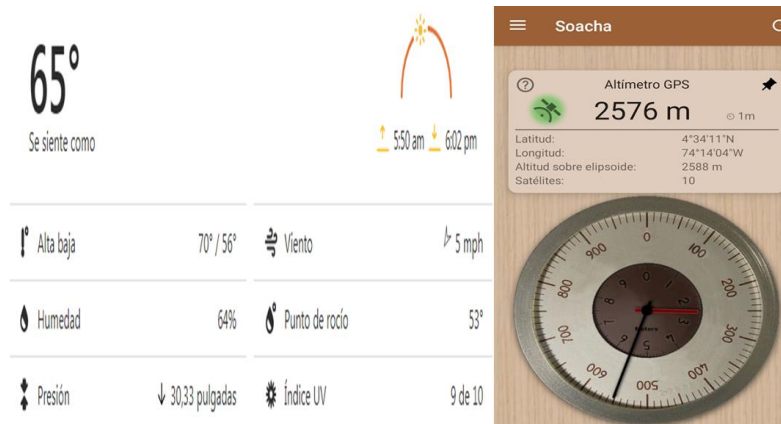 65°
Se siente como
5:50 am 6:02 pm
Alta baja 70° / 56°
Viento 5 mph
Humedad 64%
Punto de rocío 53°
Presión ↓ 30,33 pulgadas
Índice UV 9 de 10
Soacha
Altímetro GPS
2576 m
1m
Latitud: 4°34'11"N
Longitud: 74°14'04"W
Altitud sobre elipsoide: 2588 m
Satélites: 10
0
100
200
300
400
500
600
700
800
900
0
1
2
3
4
5
6
7
8
9